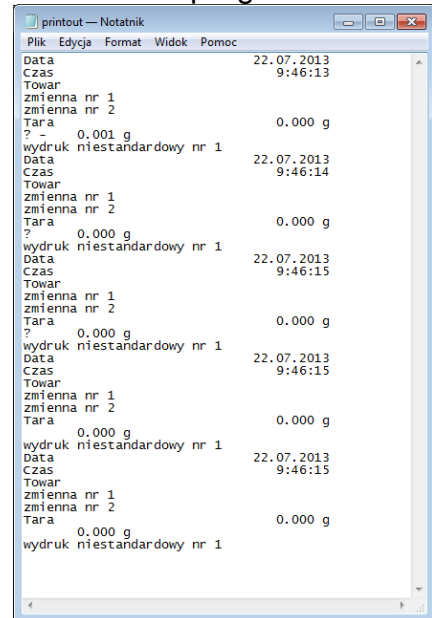 printout — Notatnik
Plik Edycja Format Widok Pomoc
Data 22.07.2013
Czas 9:46:13
Towar
zmienna nr 1
zmienna nr 2
Tara 0.000 g
? - 0.001 g
wydruk niestandardowy nr 1
Data 22.07.2013
Czas 9:46:14
Towar
zmienna nr 1
zmienna nr 2
Tara 0.000 g
? 0.000 g
wydruk niestandardowy nr 1
Data 22.07.2013
Czas 9:46:15
Towar
zmienna nr 1
zmienna nr 2
Tara 0.000 g
? 0.000 g
wydruk niestandardowy nr 1
Data 22.07.2013
Czas 9:46:15
Towar
zmienna nr 1
zmienna nr 2
Tara 0.000 g
0.000 g
wydruk niestandardowy nr 1
Data 22.07.2013
Czas 9:46:15
Towar
zmienna nr 1
zmienna nr 2
Tara 0.000 g
0.000 g
wydruk niestandardowy nr 1